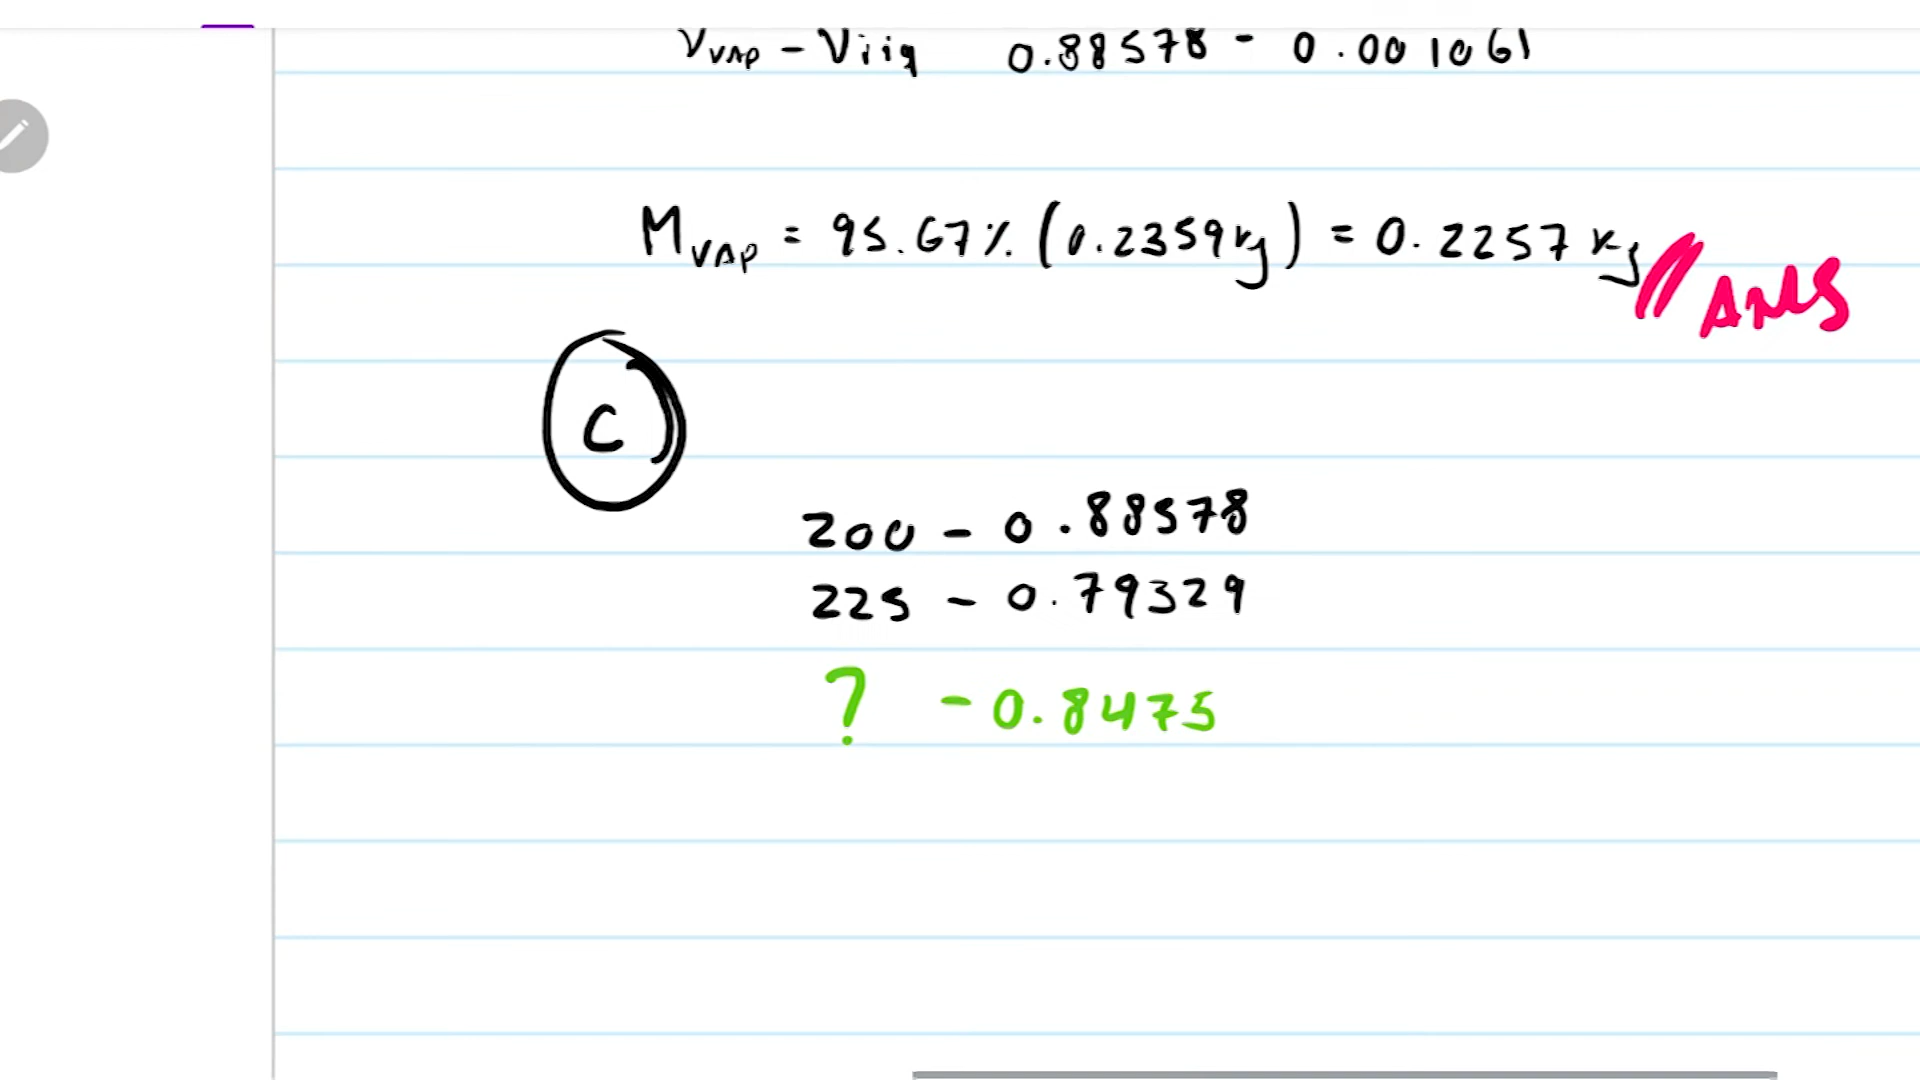 VVAP - Vliq 0.88578 - 0.001061
MVAP = 95.67% (0.2359kg) = 0.2257 kg ANS
C
200 - 0.88578
225 - 0.79329
? - 0.8475